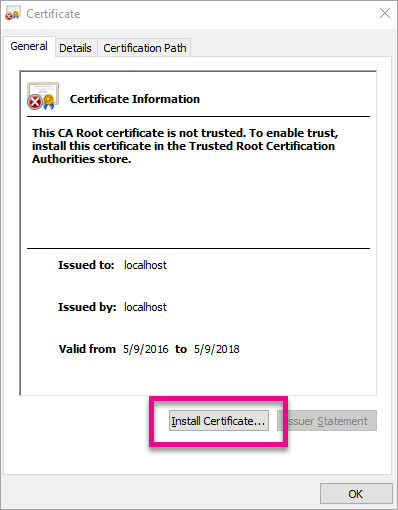 Certificate
General
Details
Certification Path
Certificate Information
This CA Root certificate is not trusted. To enable trust,
install this certificate in the Trusted Root Certification
Authorities store.
Issued to: localhost
Issued by: localhost
Valid from 5/9/2016 to 5/9/2018
Install Certificate...
Issuer Statement
OK